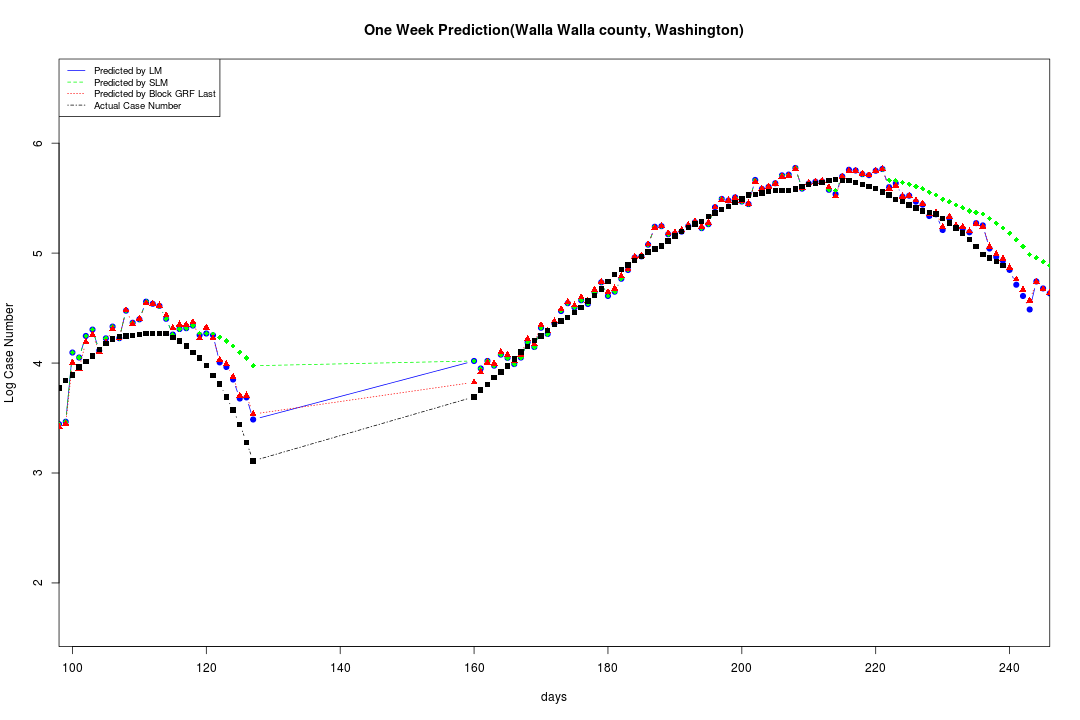 One Week Prediction(Walla Walla county, Washington)
Predicted by LM
Predicted by SLM
Predicted by Block GRF Last
Actual Case Number
6
5
4
3
2
Log Case Number
100 120 140 160 180 200 220 240
days